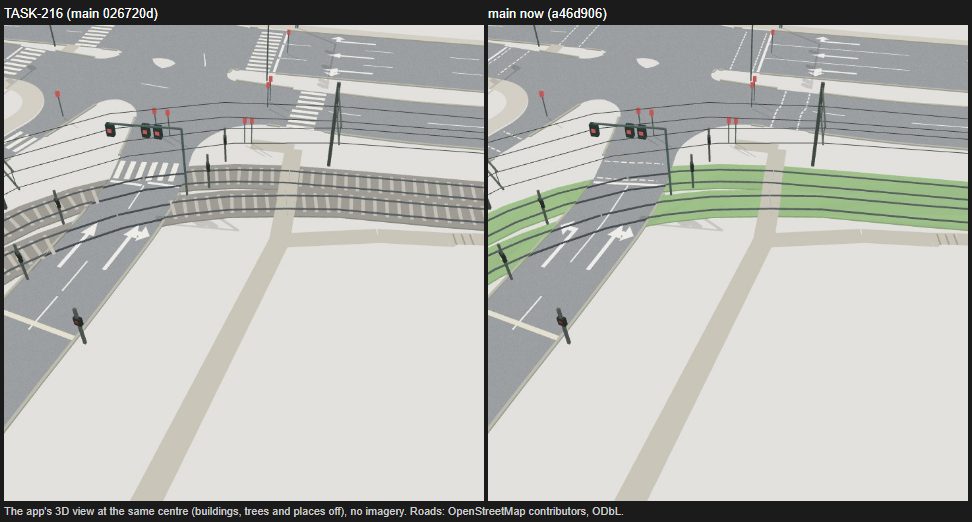 TASK-216 (main 026720d)
main now (a46d906)
The app's 3D view at the same centre (buildings, trees and places off), no imagery. Roads: OpenStreetMap contributors, ODbL.